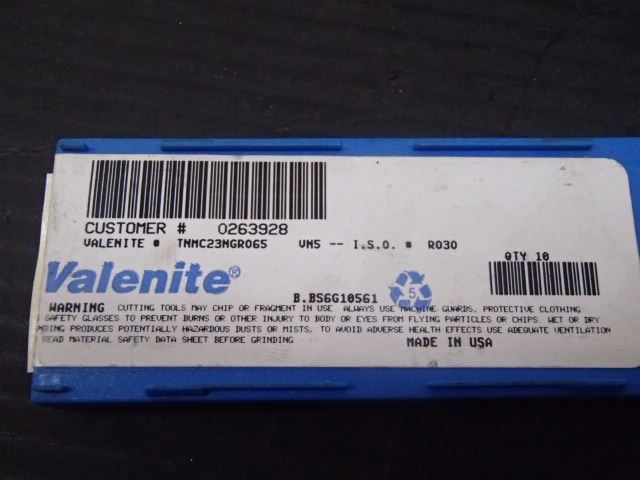 CUSTOMER # 0263928
VALENITE # TNMC23NGR065 VN5 -- I.S.O. # R030
QTY 10
Valenite®
B.BS6G10561
5
WARNING CUTTING TOOLS MAY CHIP OR FRAGMENT IN USE. ALWAYS USE MACHINE GUARDS, PROTECTIVE CLOTHING
SAFETY GLASSES TO PREVENT BURNS OR OTHER INJURY TO BODY OR EYES FROM FLYING PARTICLES OR CHIPS. WET OR DRY
NDING PRODUCES POTENTIALLY HAZARDOUS DUSTS OR MISTS. TO AVOID ADVERSE HEALTH EFFECTS USE ADEQUATE VENTILATION
READ MATERIAL SAFETY DATA SHEET BEFORE GRINDING
MADE IN USA